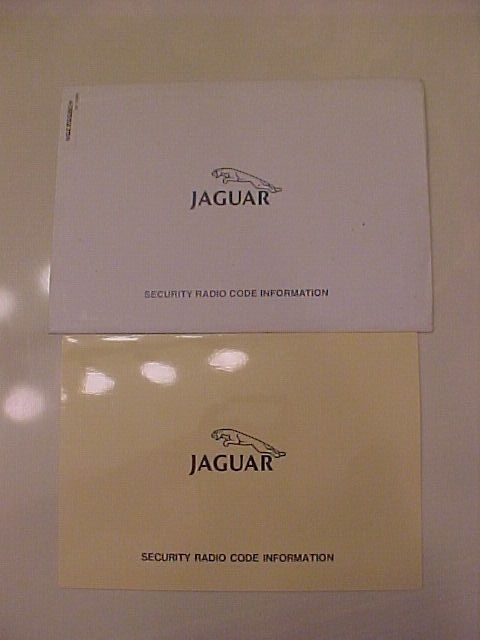 JAGUAR
SECURITY RADIO CODE INFORMATION
JAGUAR
SECURITY RADIO CODE INFORMATION